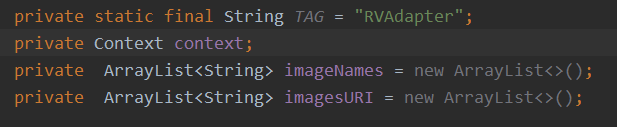 private static final String TAG = "RVAdapter";
private Context context;
private  ArrayList<String> imageNames = new ArrayList<>();
private  ArrayList<String> imagesURI = new ArrayList<>();